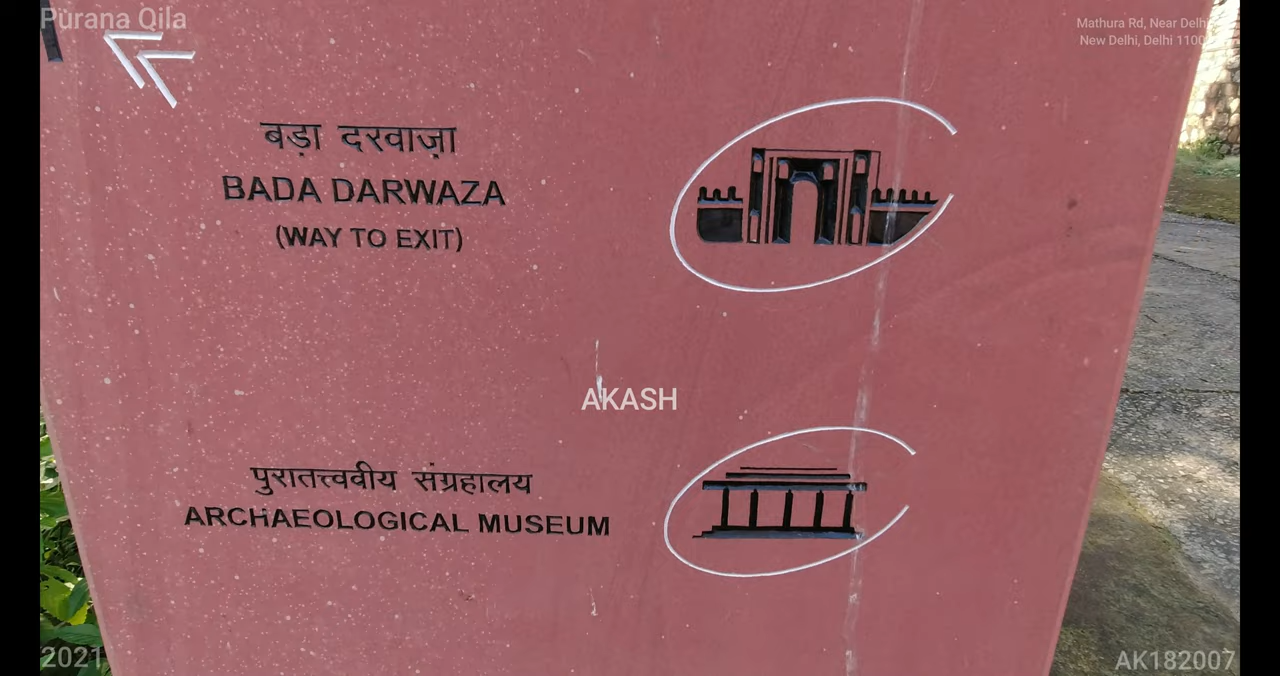 Purana Qila
Mathura Rd, Near Delhi
New Delhi, Delhi 1100
बड़ा दरवाज़ा
BADA DARWAZA
(WAY TO EXIT)
AKASH
पुरातत्त्ववीय संग्रहालय
ARCHAEOLOGICAL MUSEUM
2021
AK182007